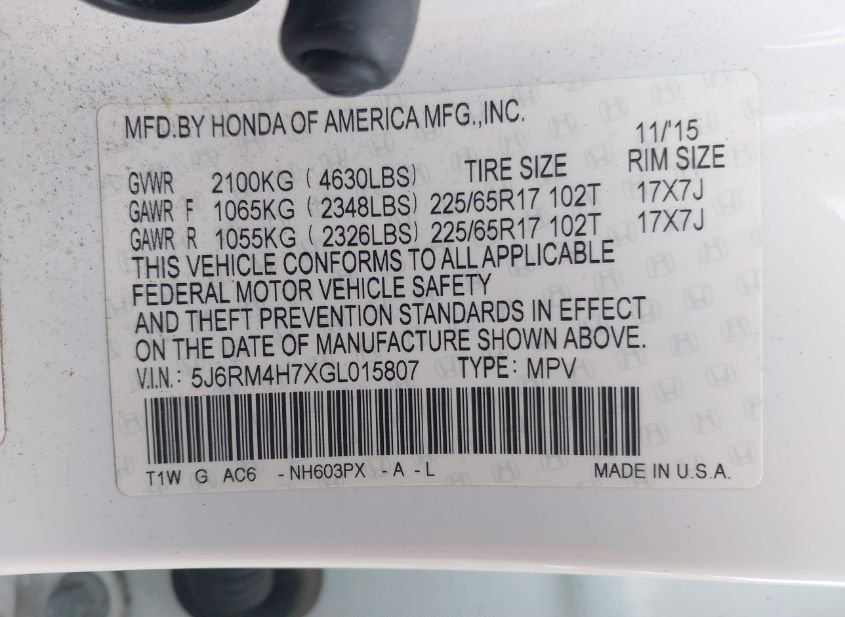 MFD.BY HONDA OF AMERICA MFG.,INC.
11/'15
TIRE SIZE RIM SIZE
GVWR 2100KG (4630LBS)
GAWR F 1065KG (2348LBS) 225/65R17 102T 17X7J
GAWR R 1055KG (2326LBS) 225/65R17 102T 17X7J
THIS VEHICLE CONFORMS TO ALL APPLICABLE
FEDERAL MOTOR VEHICLE SAFETY
AND THEFT PREVENTION STANDARDS IN EFFECT
ON THE DATE OF MANUFACTURE SHOWN ABOVE.
V.I.N.: 5J6RM4H7XGL015807 TYPE: MPV
T1W G AC6 -NH603PX -A -L MADE IN U.S.A.